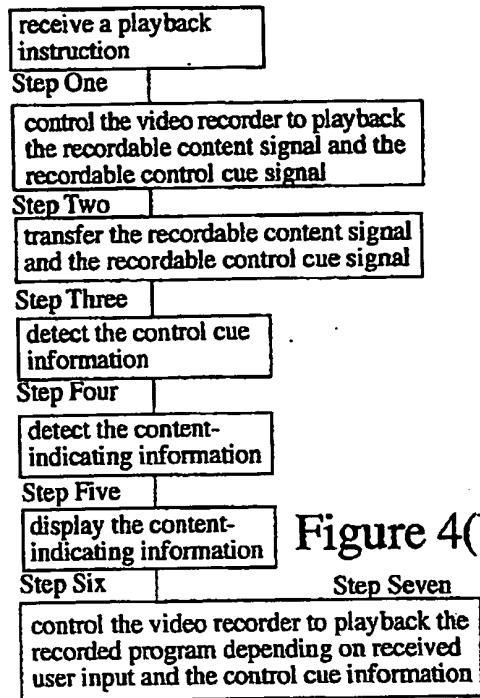 receive a playback
instruction
Step One
control the video recorder to playback
the recordable content signal and the
recordable control cue signal
Step Two
transfer the recordable content signal
and the recordable control cue signal
Step Three
detect the control cue
information
Step Four
detect the content-
indicating information
Step Five
display the content-
indicating information
Figure 4(
Step Six
Step Seven
control the video recorder to playback the
recorded program depending on received
user input and the control cue information